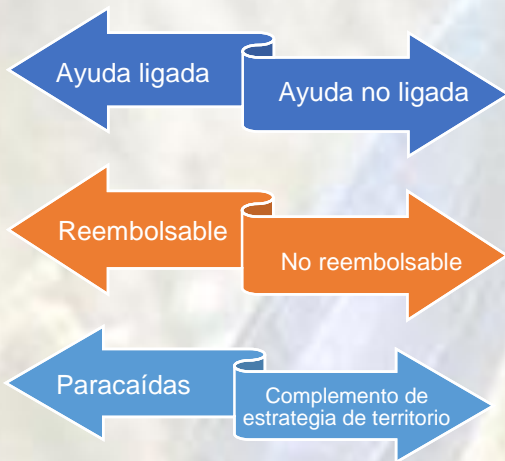 Ayuda ligada
Ayuda no ligada
Reembolsable
No reembolsable
Paracaídas
Complemento de
estrategia de territorio